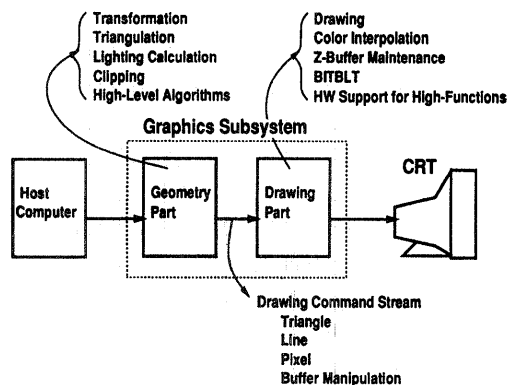 Transformation
Triangulation
Lighting Calculation
Clipping
High-Level Algorithms
Drawing
Color Interpolation
Z-Buffer Maintenance
BITBLT
HW Support for High-Functions
Graphics Subsystem
Host
Computer
Geometry
Part
Drawing
Part
CRT
Drawing Command Stream
Triangle
Line
Pixel
Buffer Manipulation